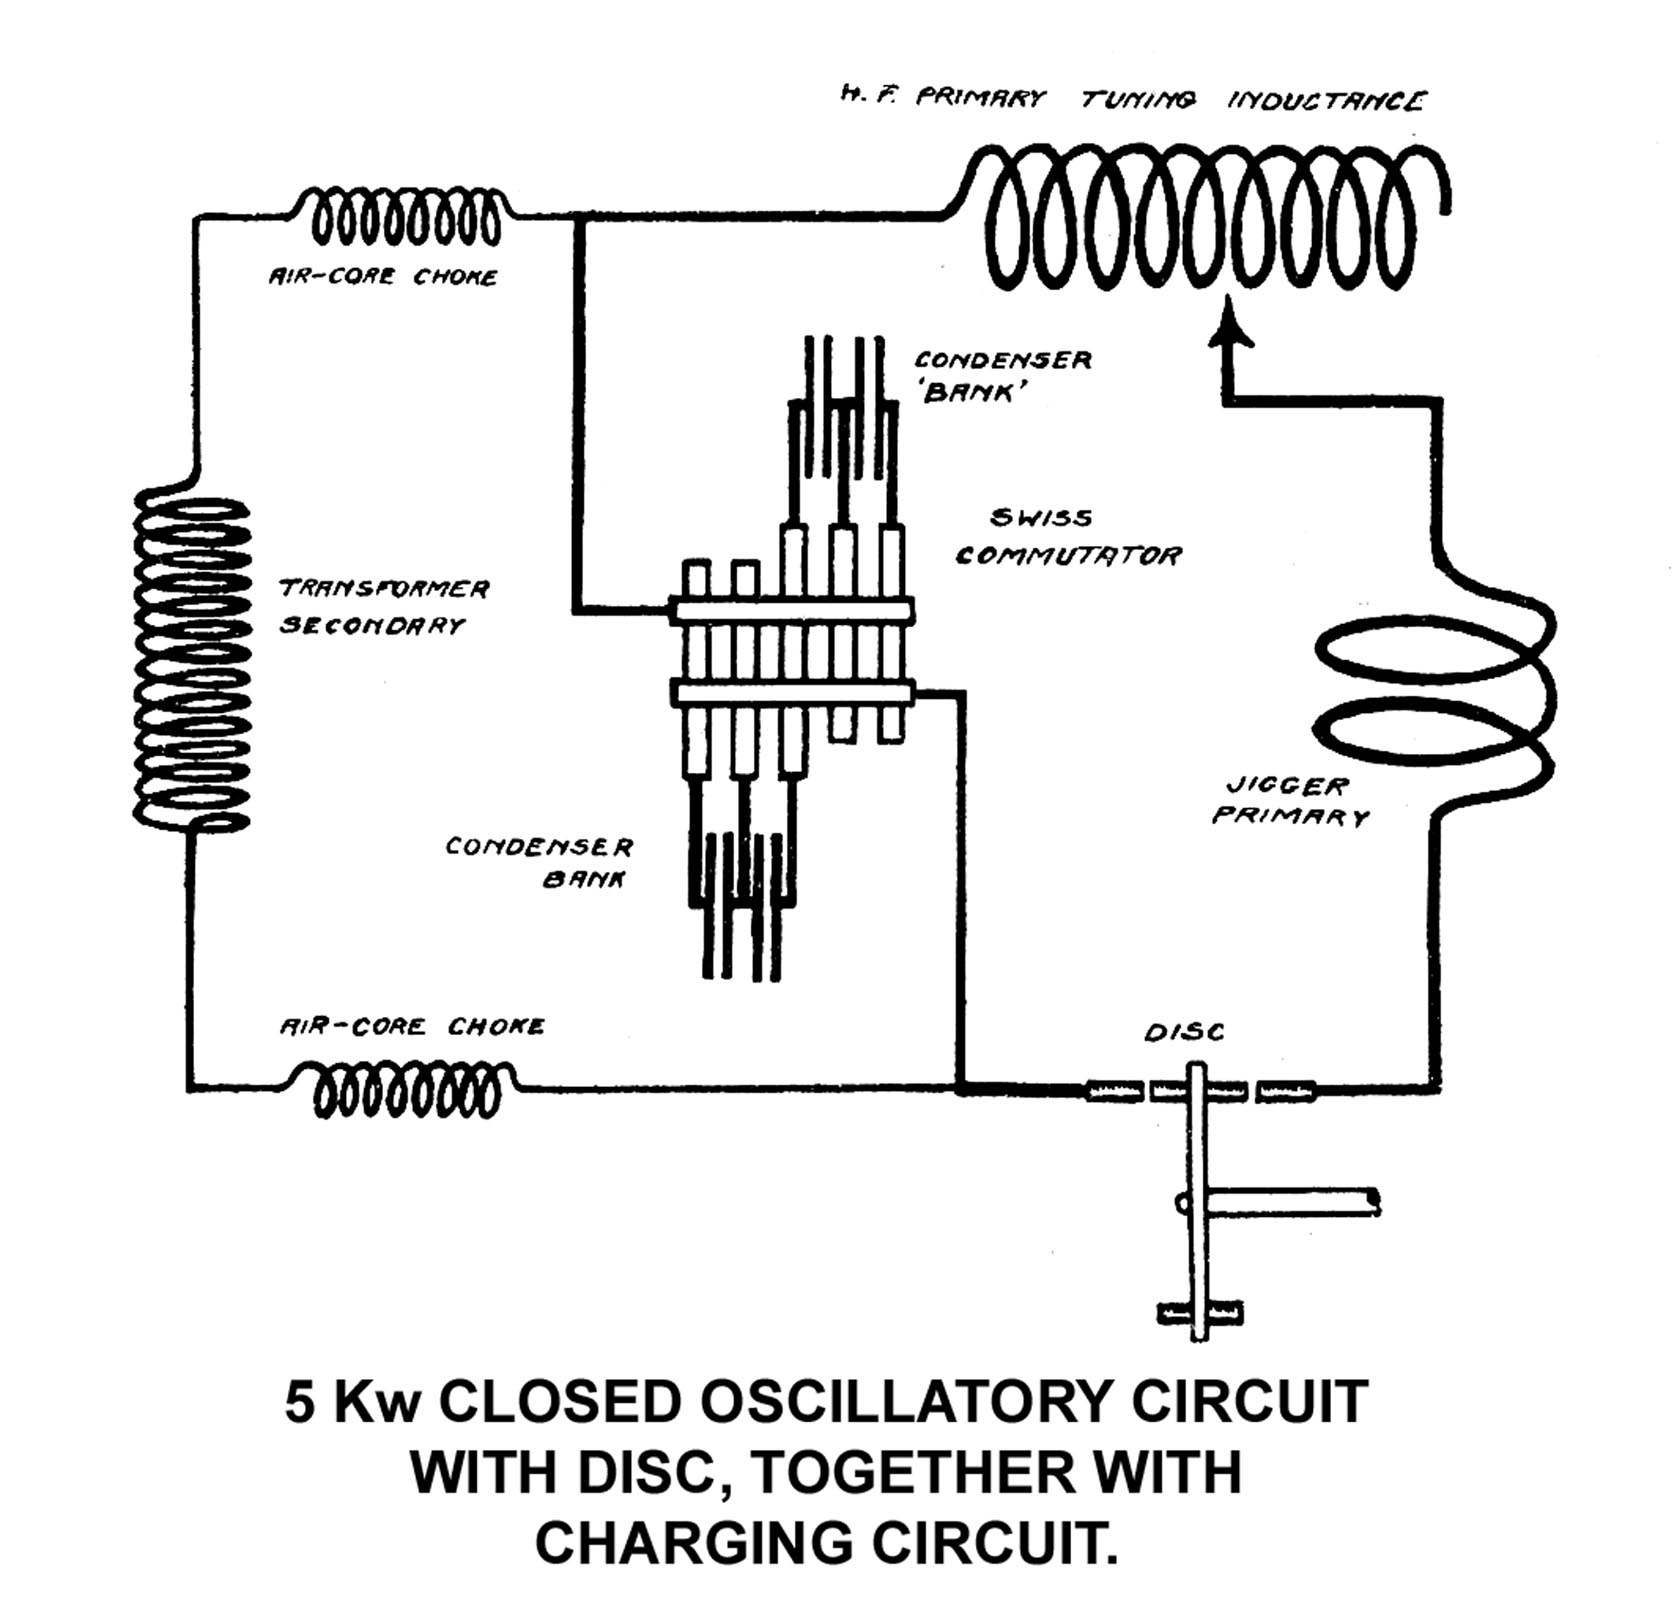 H. F. PRIMARY TUNING INDUCTANCE
AIR-CORE CHOKE
CONDENSER
'BANK'
SWISS
COMMUTATOR
TRANSFORMER
SECONDARY
JIGGER
PRIMARY
CONDENSER
BANK
AIR-CORE CHOKE
DISC
5 Kw CLOSED OSCILLATORY CIRCUIT
WITH DISC, TOGETHER WITH
CHARGING CIRCUIT.